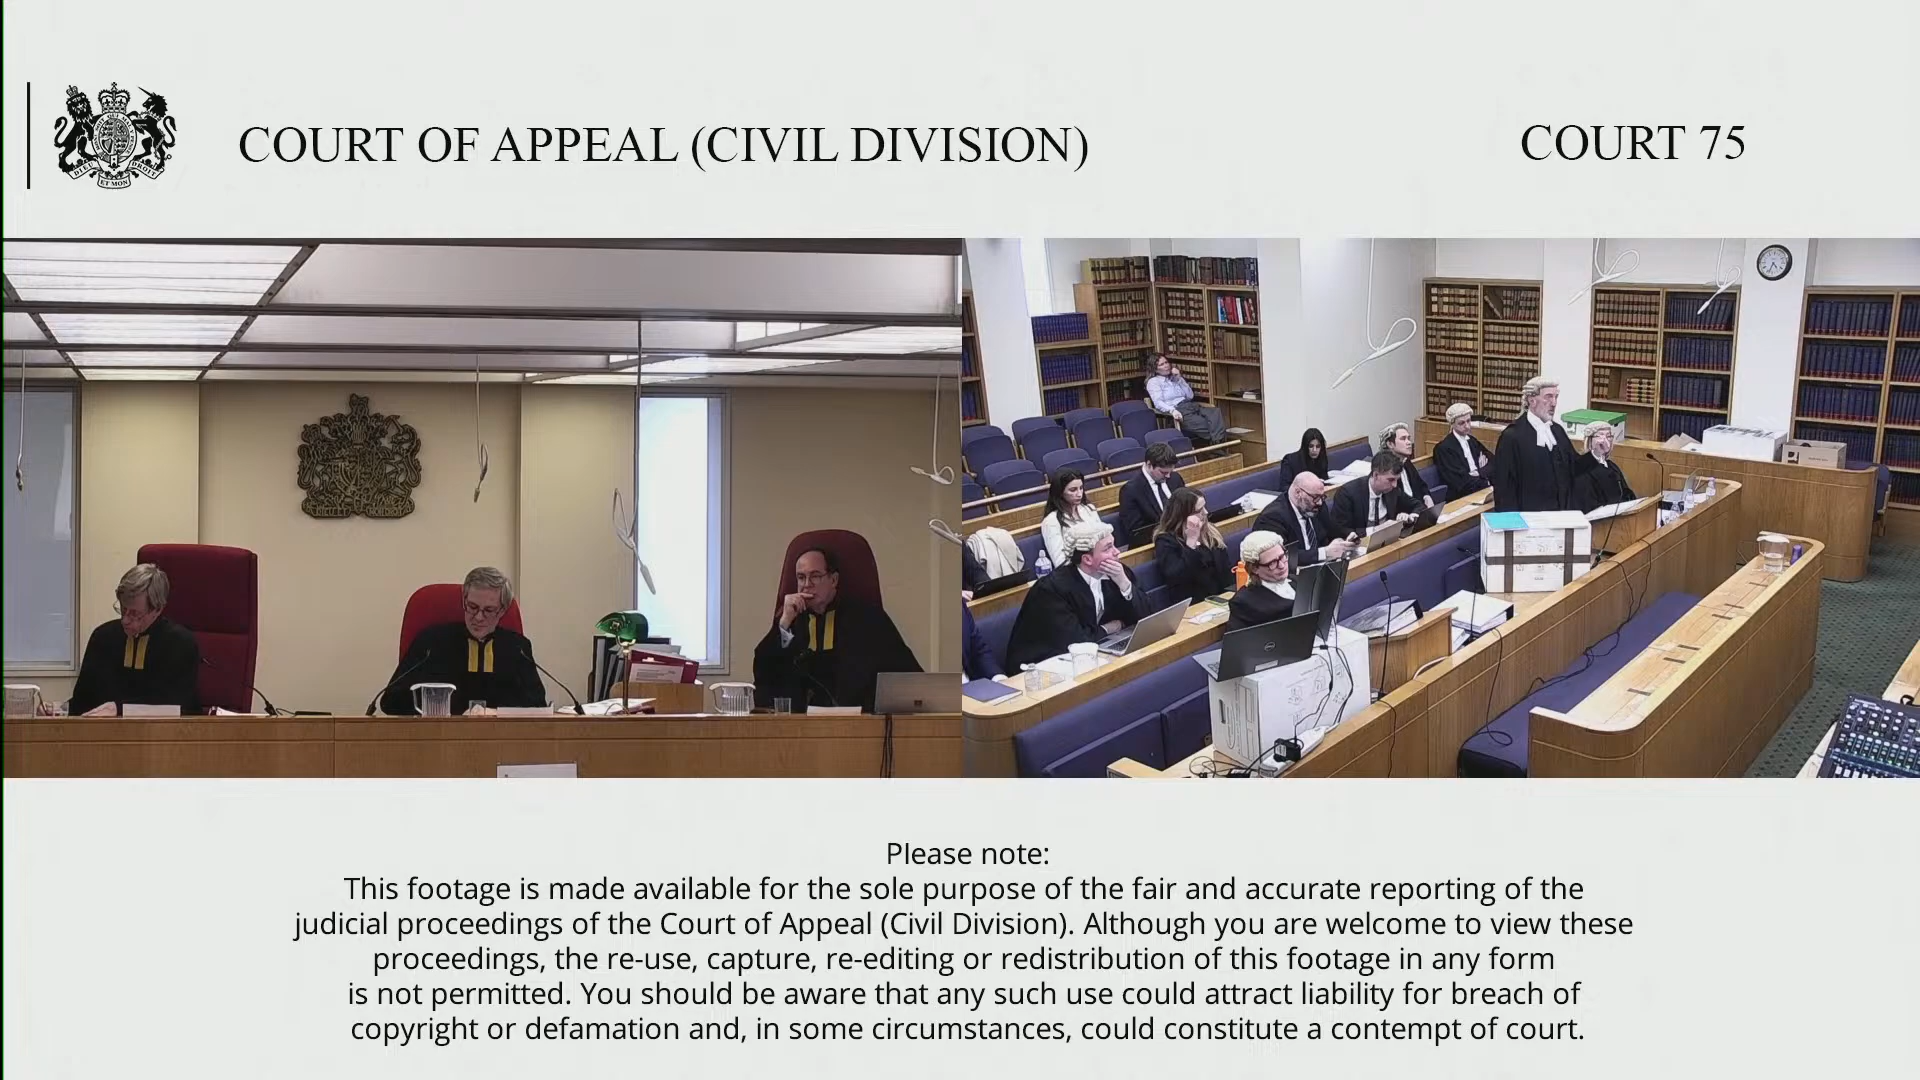 COURT OF APPEAL (CIVIL DIVISION)
COURT 75
Please note:
This footage is made available for the sole purpose of the fair and accurate reporting of the
judicial proceedings of the Court of Appeal (Civil Division). Although you are welcome to view these
proceedings, the re-use, capture, re-editing or redistribution of this footage in any form
is not permitted. You should be aware that any such use could attract liability for breach of
copyright or defamation and, in some circumstances, could constitute a contempt of court.